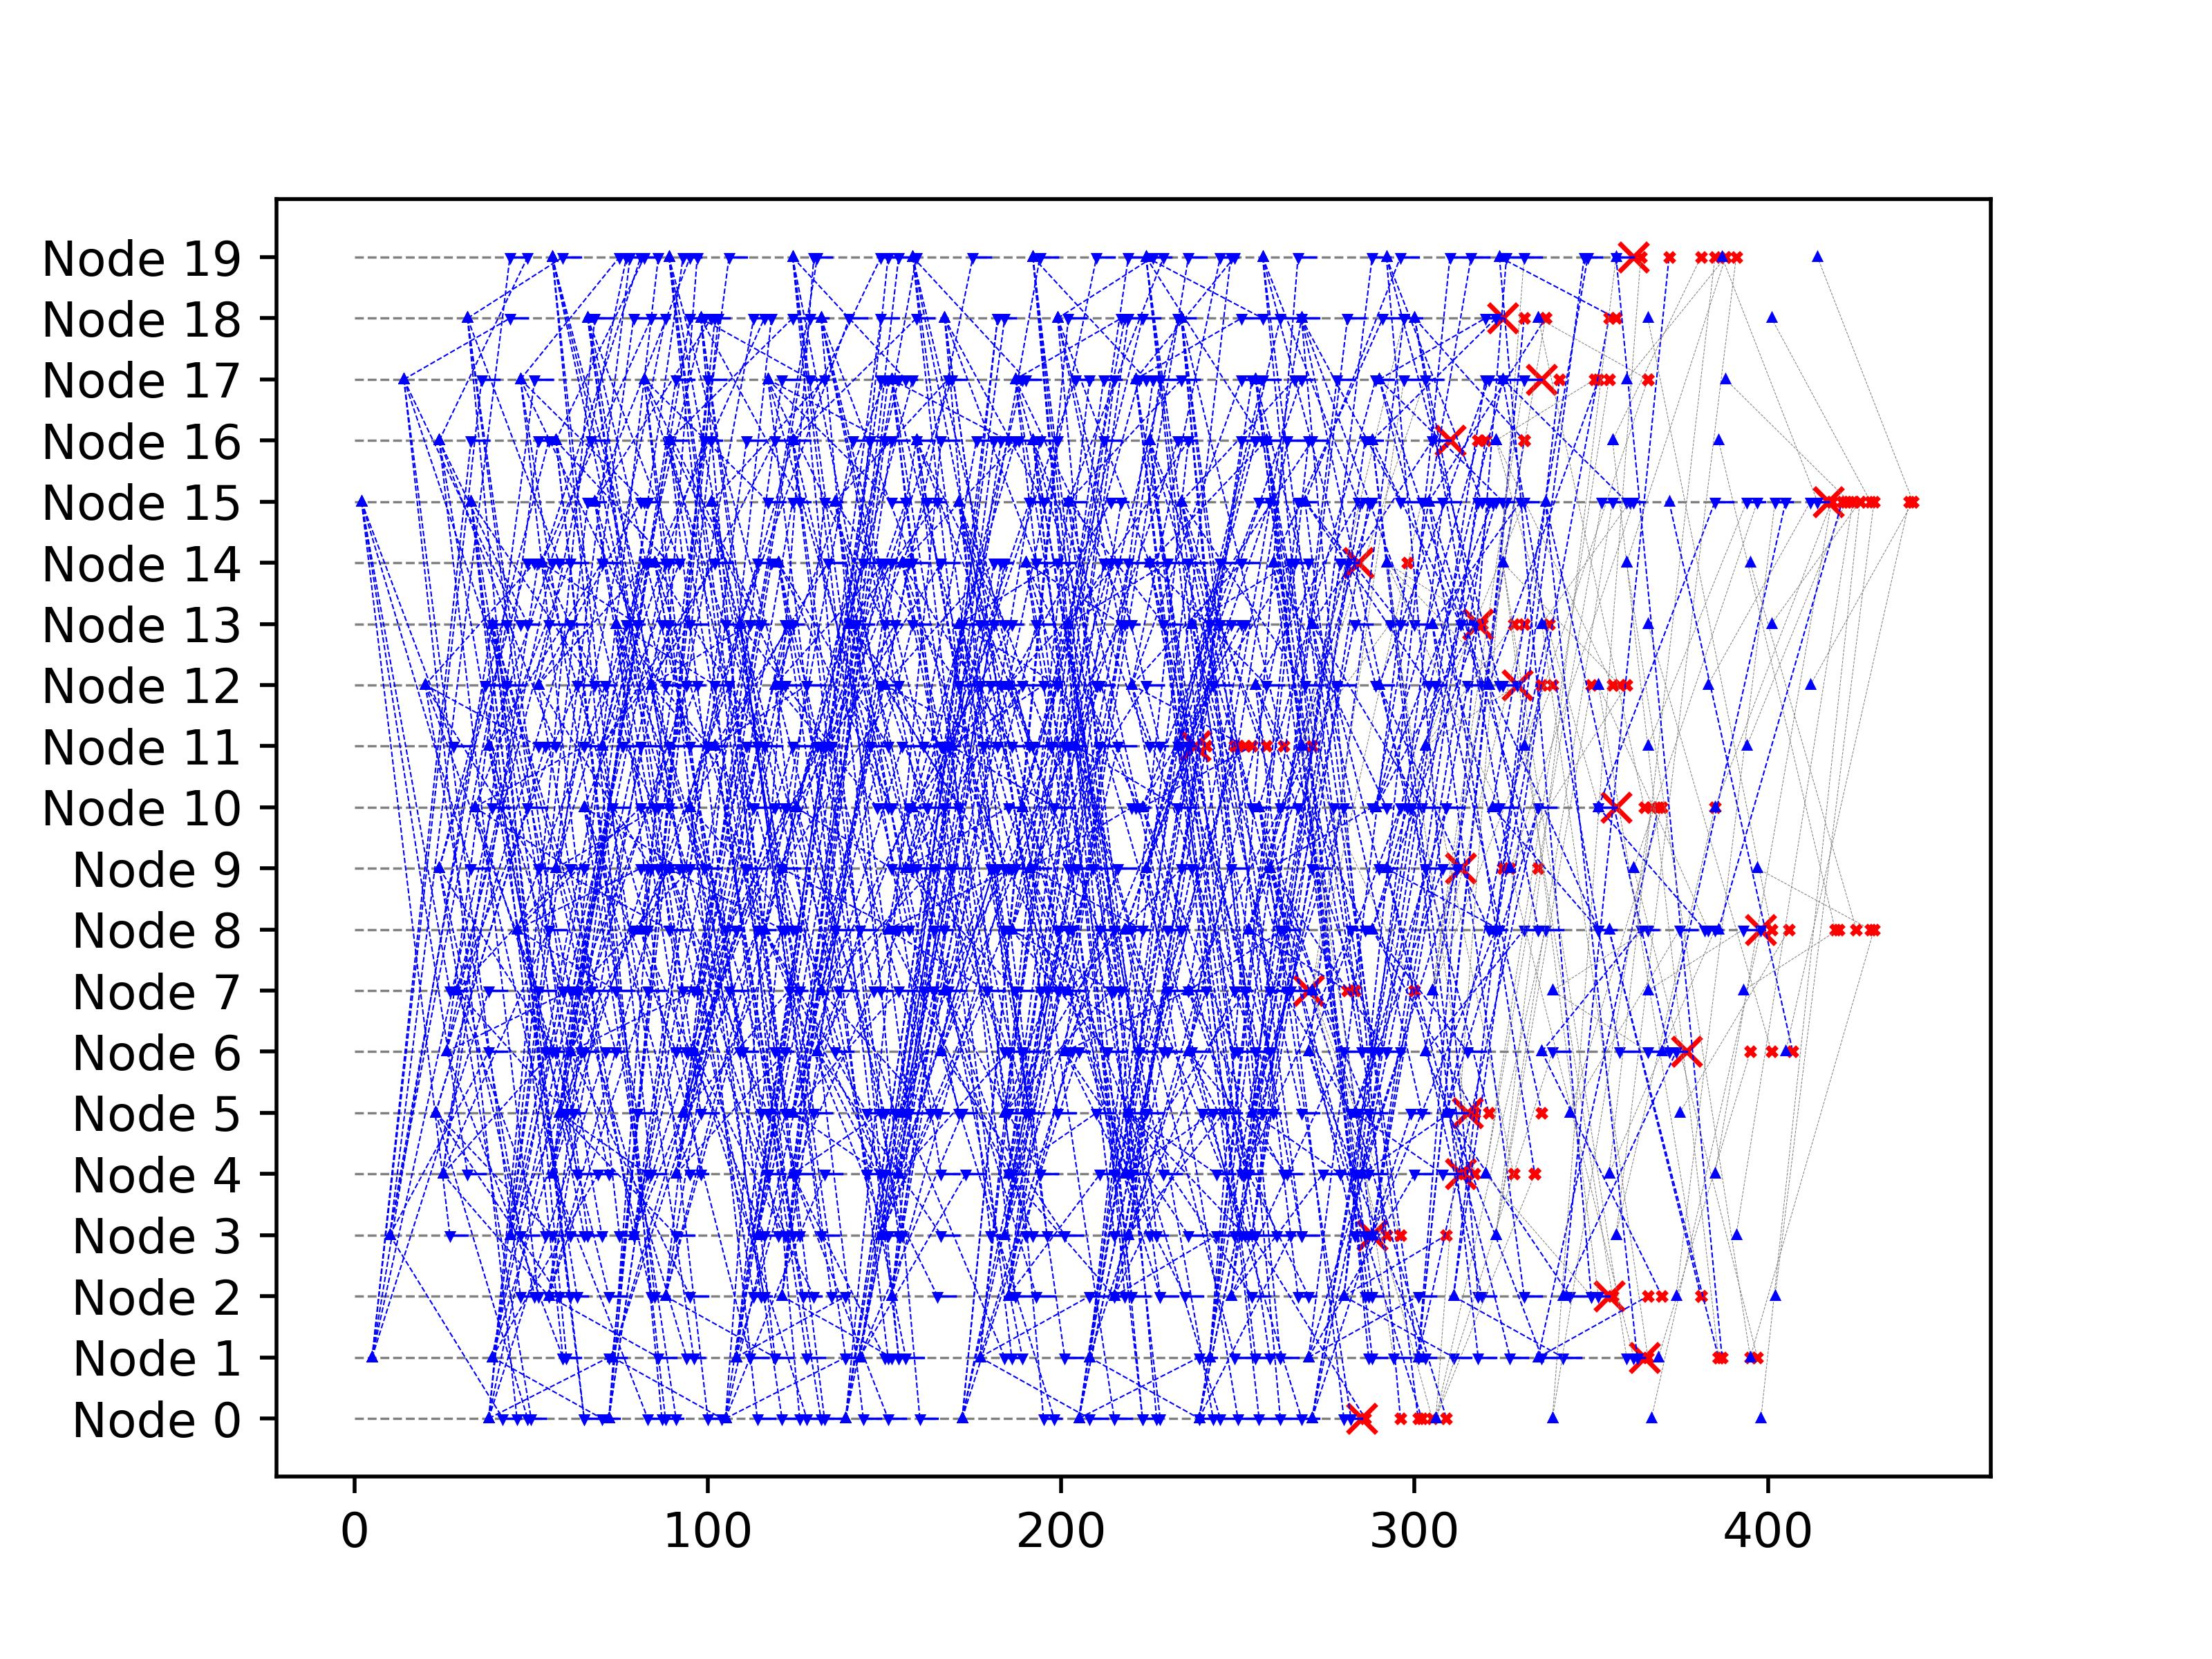 Node 19
Node 18
Node 17
Node 16
Node 15
Node 14
Node 13
Node 12
Node 11
Node 10
Node 9
Node 8
Node 7
Node 6
Node 5
Node 4
Node 3
Node 2
Node 1
Node 0
0 100 200 300 400